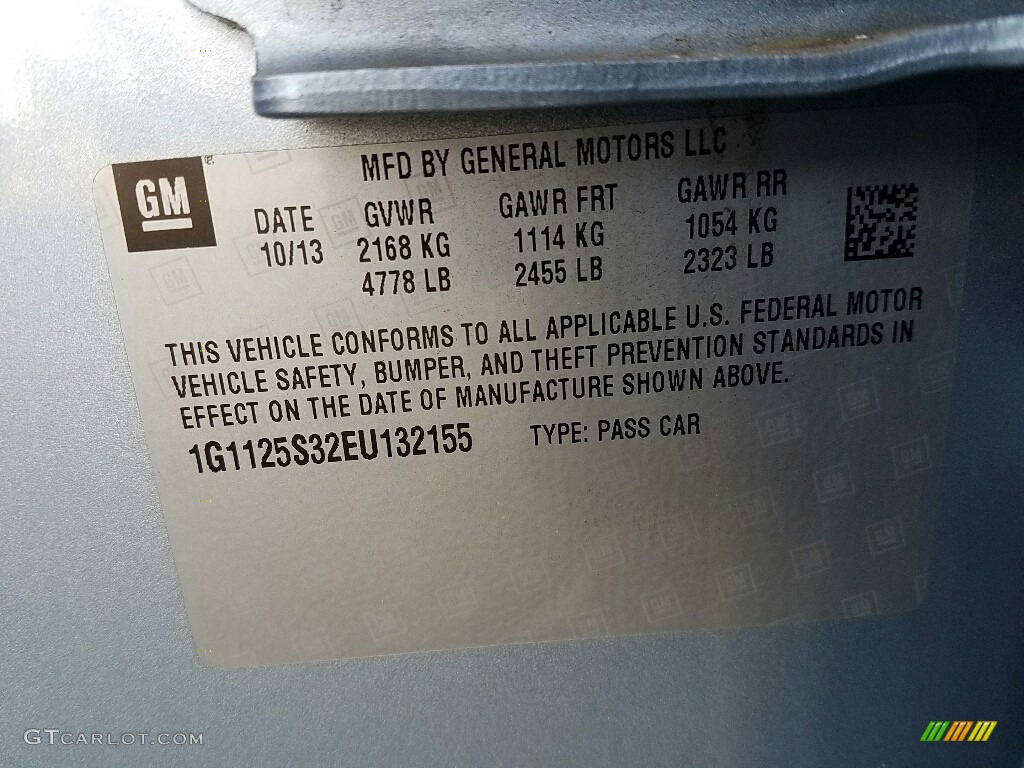 GM
MFD BY GENERAL MOTORS LLC
DATE GVWR GAWR FRT GAWR RR
10/13 2168 KG 1114 KG 1054 KG
4778 LB 2455 LB 2323 LB
THIS VEHICLE CONFORMS TO ALL APPLICABLE U.S. FEDERAL MOTOR
VEHICLE SAFETY, BUMPER, AND THEFT PREVENTION STANDARDS IN
EFFECT ON THE DATE OF MANUFACTURE SHOWN ABOVE.
1G1125S32EU132155 TYPE: PASS CAR
GTCARLOT.COM